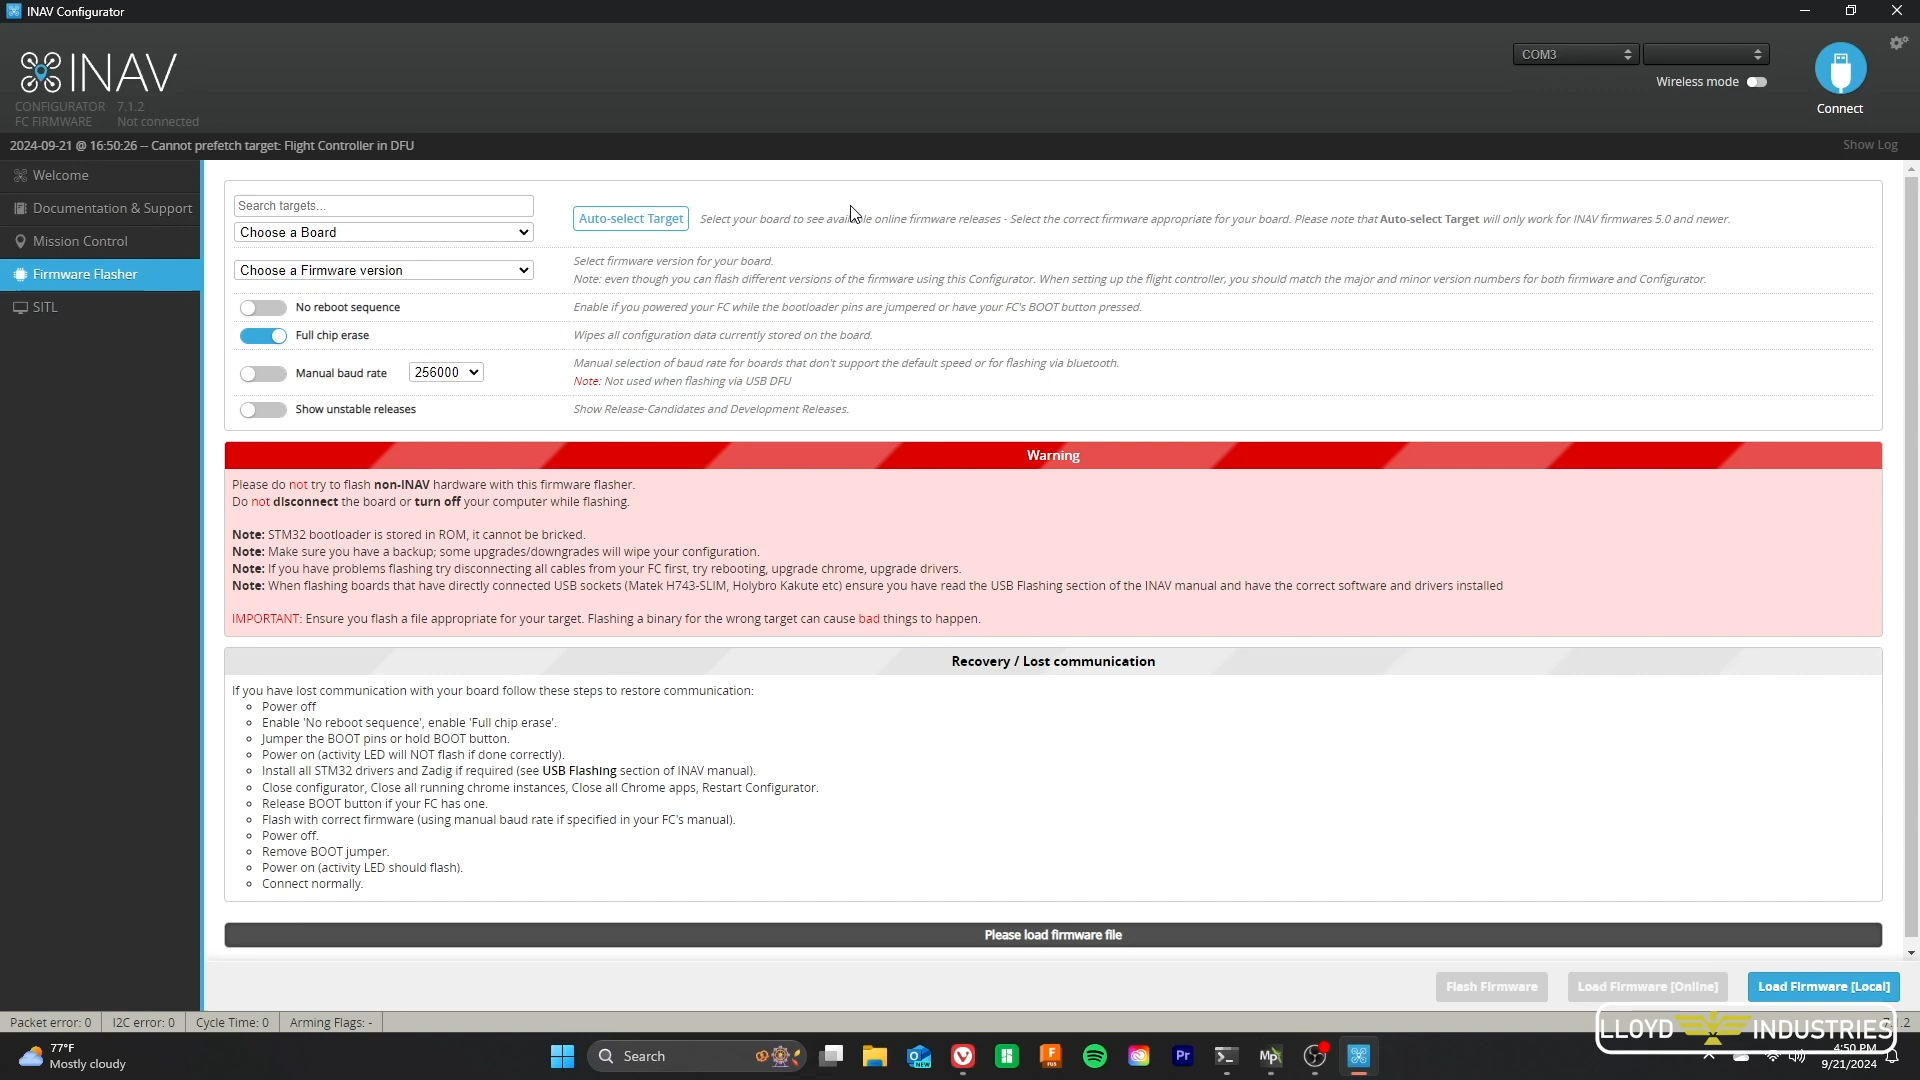 INAV Configurator
INAV
CONFIGURATOR 7.1.2
FC FIRMWARE Not connected
COM3
Wireless mode
Connect
2024-09-21 @ 16:50:26 -- Cannot prefetch target: Flight Controller in DFU
Show Log
Welcome
Documentation & Support
Mission Control
Firmware Flasher
SITL
Search targets...
Choose a Board
Auto-select Target
Select your board to see available online firmware releases - Select the correct firmware appropriate for your board. Please note that Auto-select Target will only work for INAV firmwares 5.0 and newer.
Choose a Firmware version
Select firmware version for your board.
Note: even though you can flash different versions of the firmware using this Configurator. When setting up the flight controller, you should match the major and minor version numbers for both firmware and Configurator.
No reboot sequence
Enable if you powered your FC while the bootloader pins are jumpered or have your FC's BOOT button pressed.
Full chip erase
Wipes all configuration data currently stored on the board.
Manual baud rate 256000
Manual selection of baud rate for boards that don't support the default speed or for flashing via bluetooth.
Note: Not used when flashing via USB DFU
Show unstable releases
Show Release-Candidates and Development Releases.
Warning
Please do not try to flash non-INAV hardware with this firmware flasher.
Do not disconnect the board or turn off your computer while flashing.
Note: STM32 bootloader is stored in ROM, it cannot be bricked.
Note: Make sure you have a backup; some upgrades/downgrades will wipe your configuration.
Note: If you have problems flashing try disconnecting all cables from your FC first, try rebooting, upgrade chrome, upgrade drivers.
Note: When flashing boards that have directly connected USB sockets (Matek H743-SLIM, Holybro Kakute etc) ensure you have read the USB Flashing section of the INAV manual and have the correct software and drivers installed
IMPORTANT: Ensure you flash a file appropriate for your target. Flashing a binary for the wrong target can cause bad things to happen.
Recovery / Lost communication
If you have lost communication with your board follow these steps to restore communication:
Power off
Enable 'No reboot sequence', enable 'Full chip erase'.
Jumper the BOOT pins or hold BOOT button.
Power on (activity LED will NOT flash if done correctly).
Install all STM32 drivers and Zadig if required (see USB Flashing section of INAV manual).
Close configurator, Close all running chrome instances, Close all Chrome apps, Restart Configurator.
Release BOOT button if your FC has one.
Flash with correct firmware (using manual baud rate if specified in your FC's manual).
Power off.
Remove BOOT jumper.
Power on (activity LED should flash).
Connect normally.
Please load firmware file
Flash Firmware
Load Firmware [Online]
Load Firmware [Local]
Packet error: 0 I2C error: 0 Cycle Time: 0 Arming Flags: -
LLOYD INDUSTRIES
77°F
Mostly cloudy
Search
NEW
FUS
Pr
Mp
4:50 PM
9/21/2024